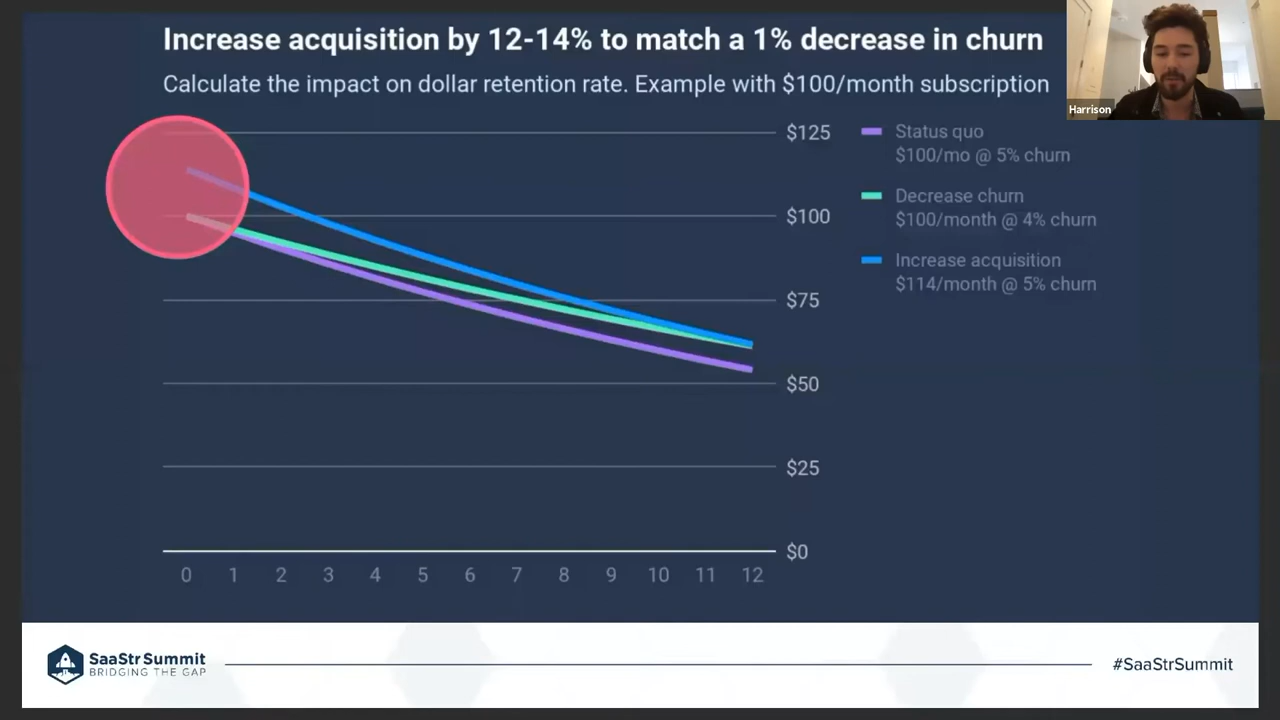 Increase acquisition by 12-14% to match a 1% decrease in churn
Calculate the impact on dollar retention rate. Example with $100/month subscription
Harrison
$125
$100
$75
$50
$25
$0
Status quo
$100/mo @ 5% churn
Decrease churn
$100/month @ 4% churn
Increase acquisition
$114/month @ 5% churn
0 1 2 3 4 5 6 7 8 9 10 11 12
SaaStr Summit
BRIDGING THE GAP
#SaaStrSummit